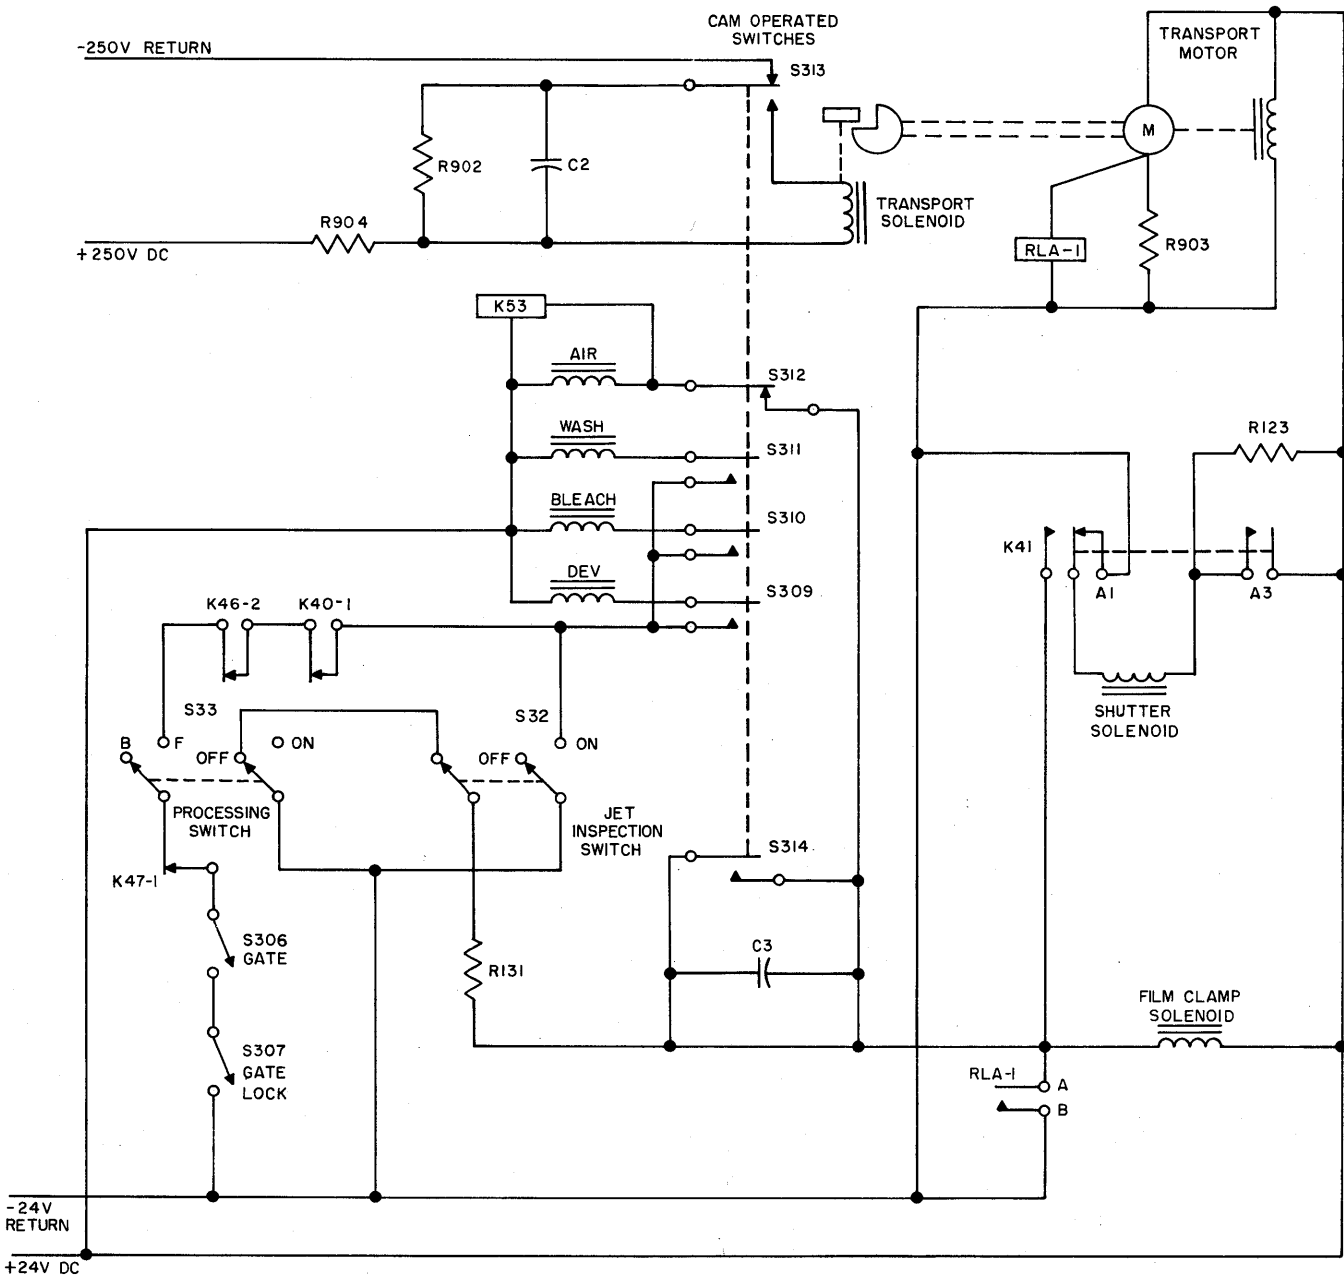 CAM OPERATED
SWITCHES
-250V RETURN
S313
TRANSPORT
MOTOR
M
R902
C2
R904
+250V DC
TRANSPORT
SOLENOID
RLA-1
R903
K53
AIR
S312
WASH
S311
BLEACH
S310
DEV
S309
R123
K41
A1
A3
K46-2
K40-1
SHUTTER
SOLENOID
S33
S32
B
F
OFF
ON
OFF
ON
PROCESSING
SWITCH
JET
INSPECTION
SWITCH
K47-1
S314
S306
GATE
R131
C3
FILM CLAMP
SOLENOID
S307
GATE
LOCK
RLA-1
A
B
-24V
RETURN
+24V DC